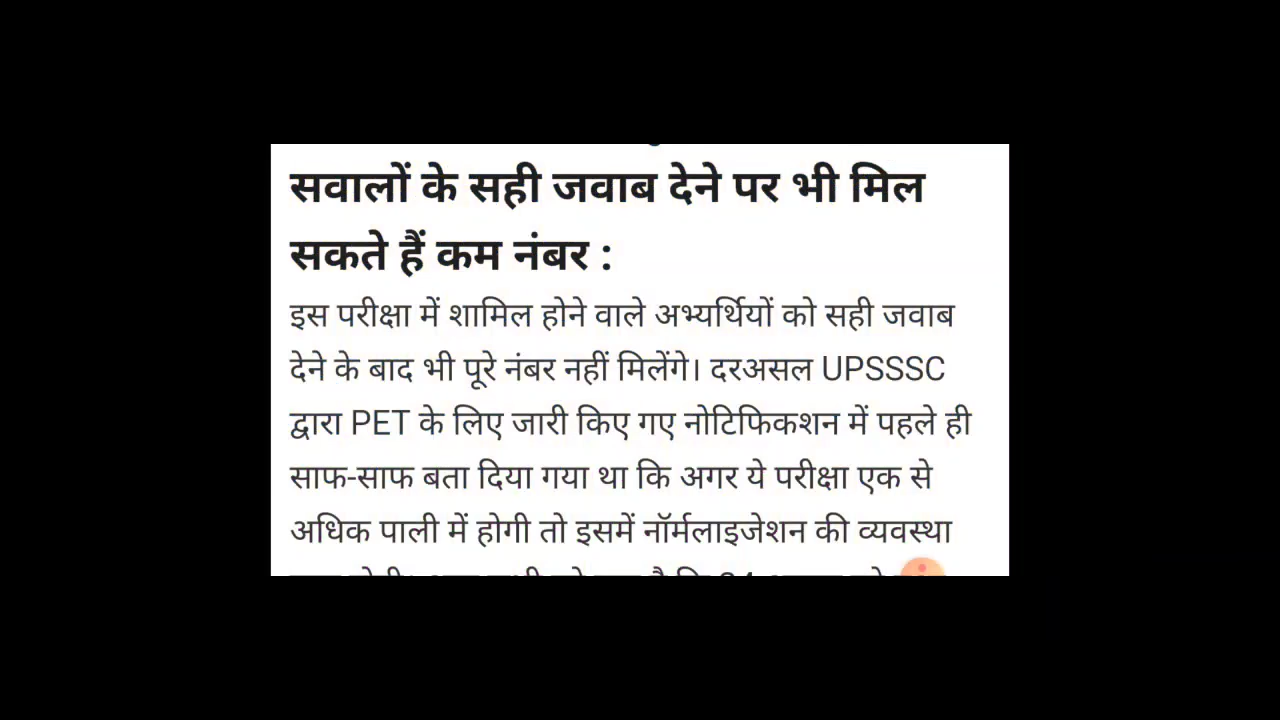 सवालों के सही जवाब देने पर भी मिल
सकते हैं कम नंबर :
इस परीक्षा में शामिल होने वाले अभ्यर्थियों को सही जवाब
देने के बाद भी पूरे नंबर नहीं मिलेंगे। दरअसल UPSSSC
द्वारा PET के लिए जारी किए गए नोटिफिकशन में पहले ही
साफ-साफ बता दिया गया था कि अगर ये परीक्षा एक से
अधिक पाली में होगी तो इसमें नॉर्मलाइजेशन की व्यवस्था